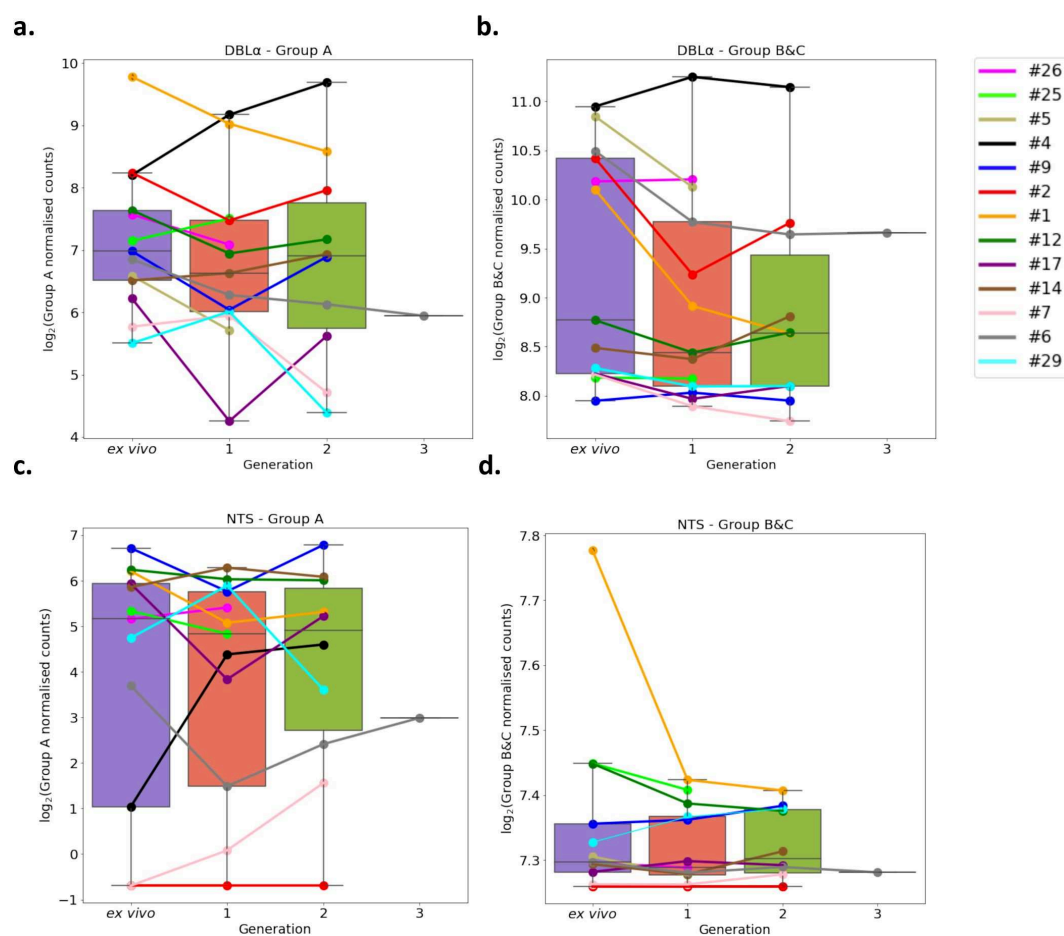 a.
DBLα - Group A
10
9
8
7
6
5
4
log₂(Group A normalised counts)
ex vivo
1
2
3
Generation
b.
DBLα - Group B&C
11.0
10.5
10.0
9.5
9.0
8.5
8.0
log₂(Group B&C normalised counts)
ex vivo
1
2
3
Generation
#26
#25
#5
#4
#9
#2
#1
#12
#17
#14
#7
#6
#29
c.
NTS - Group A
7
6
5
4
3
2
1
0
−1
log₂(Group A normalised counts)
ex vivo
1
2
3
Generation
d.
NTS - Group B&C
7.8
7.7
7.6
7.5
7.4
7.3
log₂(Group B&C normalised counts)
ex vivo
1
2
3
Generation